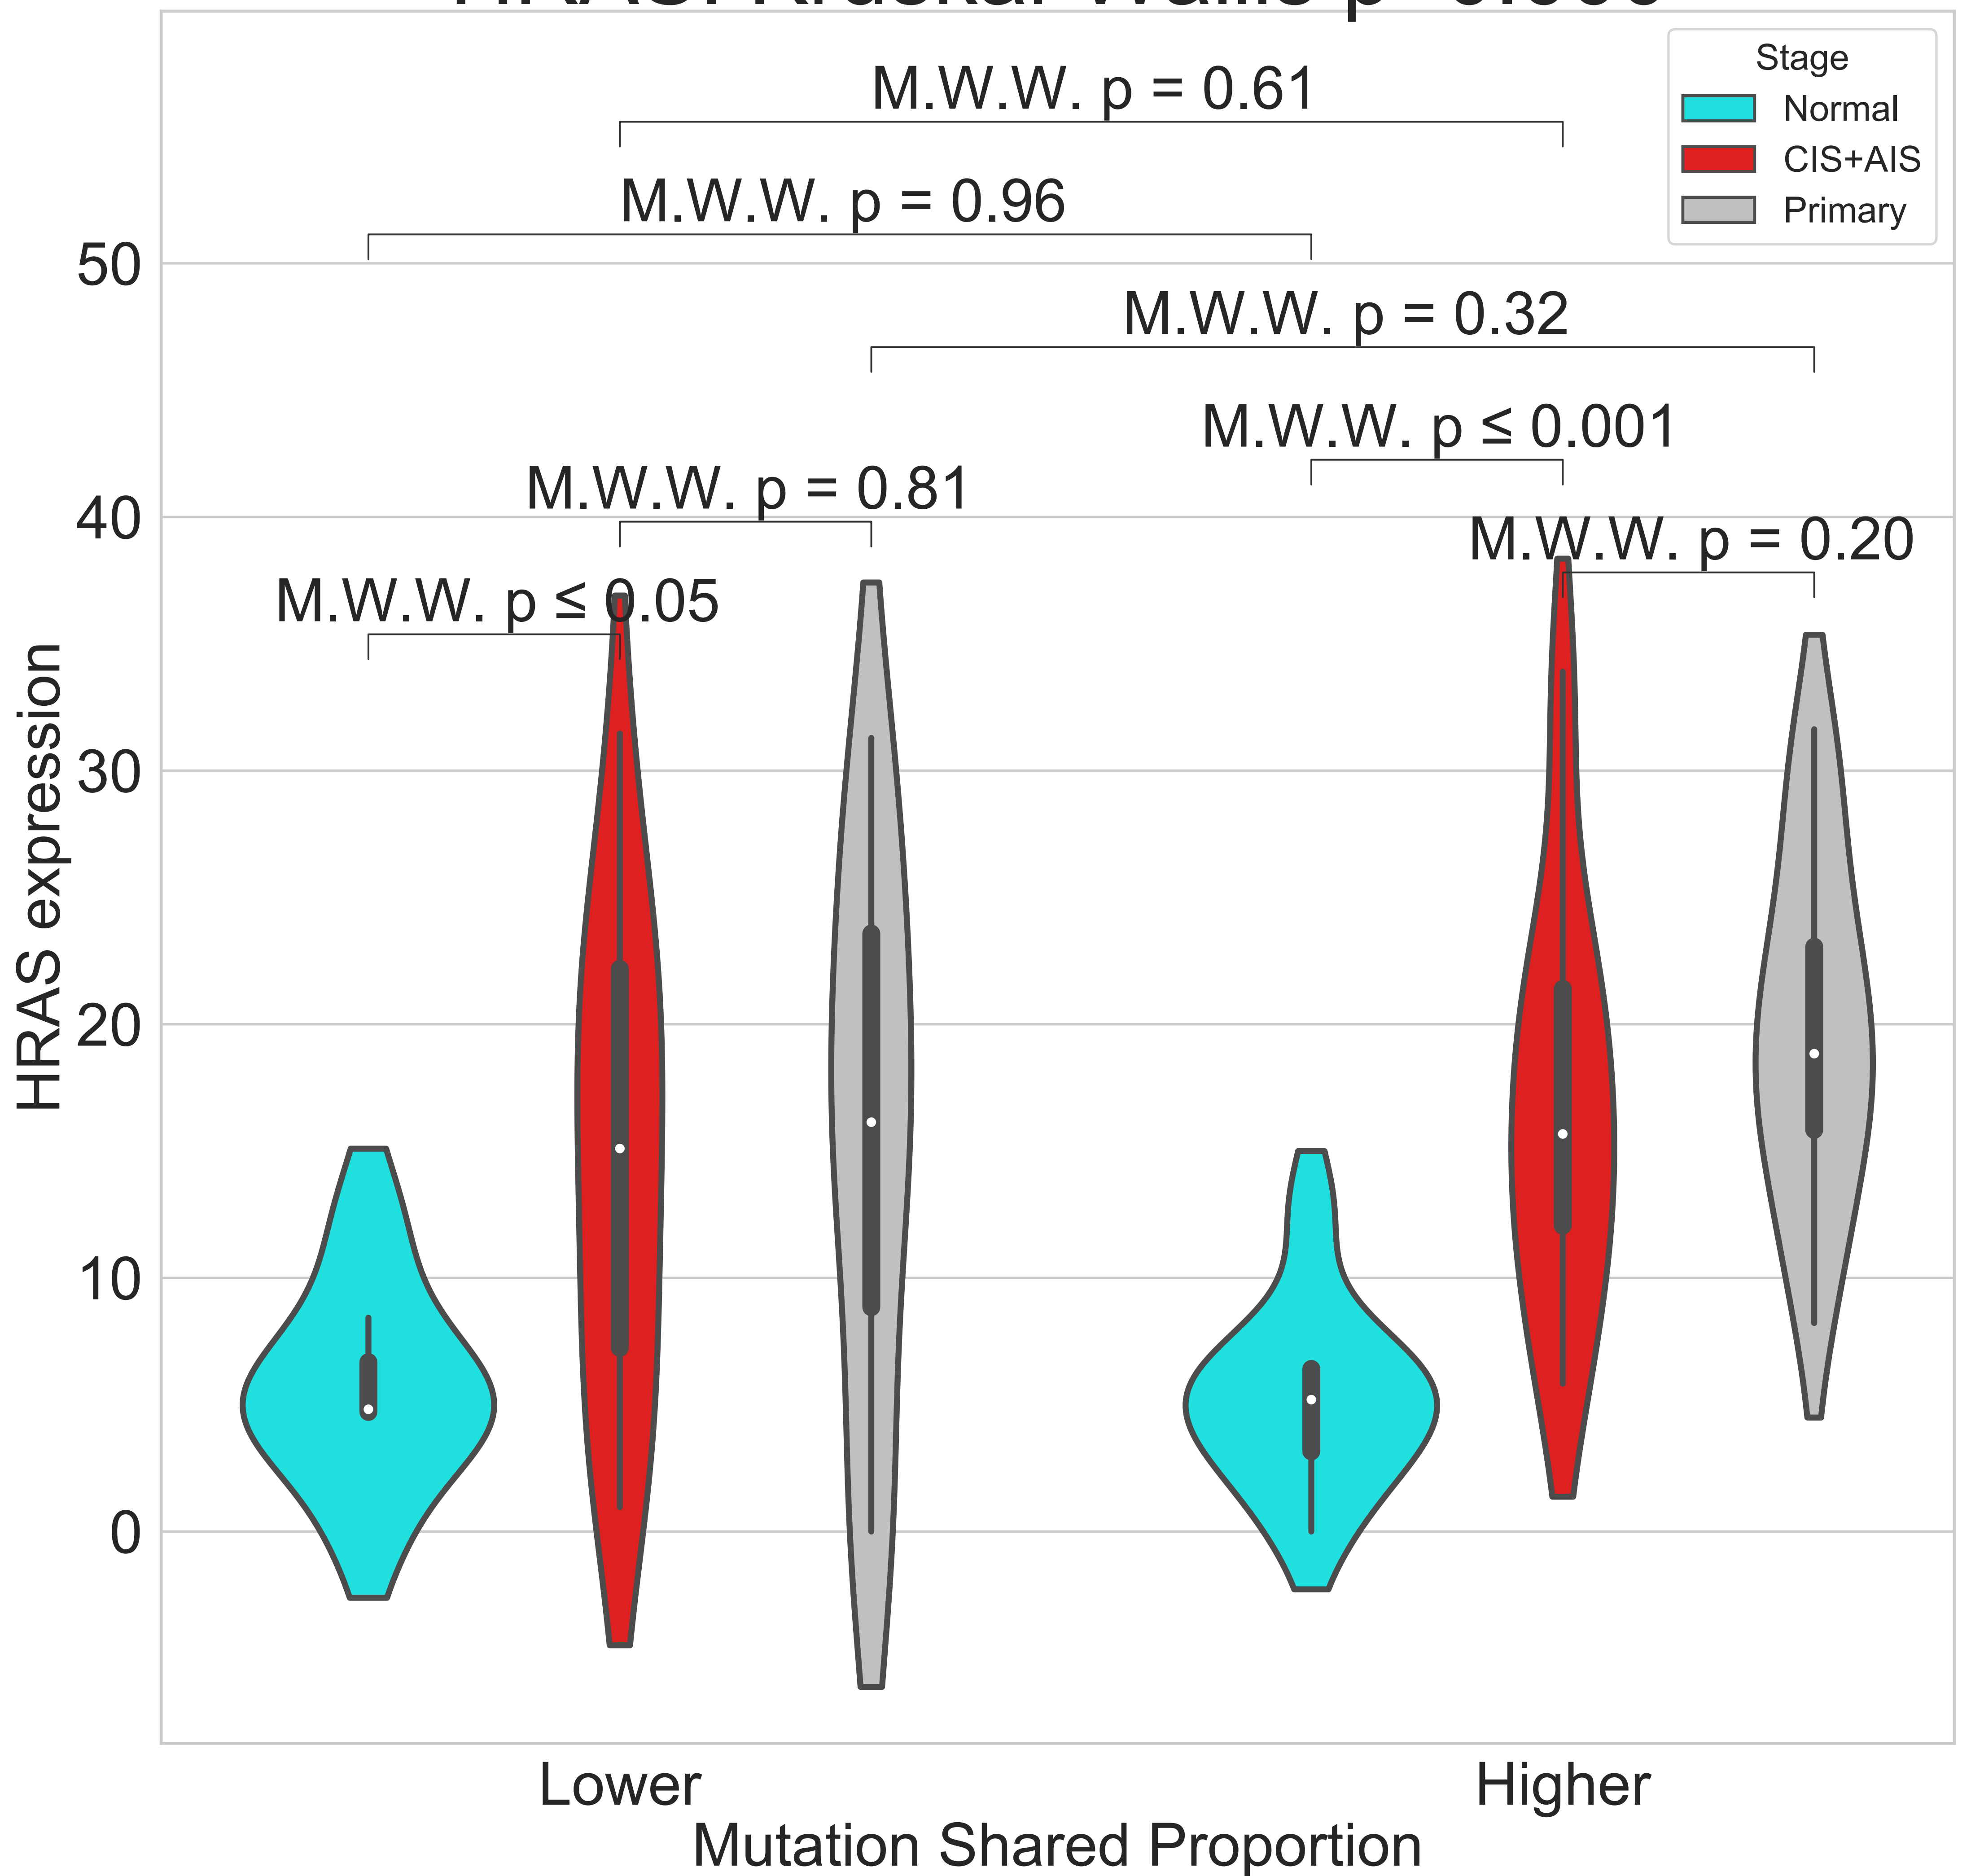 Stage
Normal
CIS+AIS
Primary
M.W.W. p = 0.61
M.W.W. p = 0.96
M.W.W. p = 0.32
M.W.W. p ≤ 0.001
M.W.W. p = 0.81
M.W.W. p = 0.20
M.W.W. p ≤ 0.05
HRAS expression
50
40
30
20
10
0
Lower
Higher
Mutation Shared Proportion